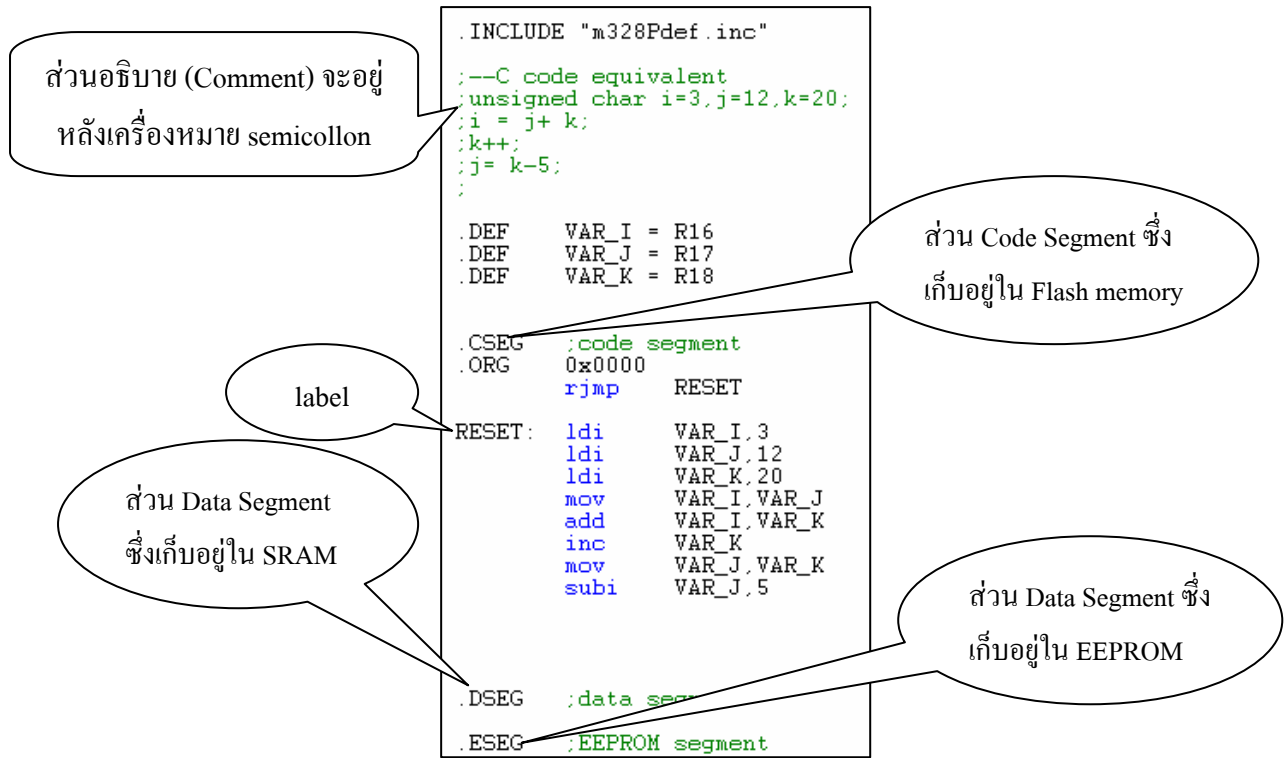 .INCLUDE "m328Pdef.inc"
ส่วนอธิบาย (Comment) จะอยู่
หลังเครื่องหมาย semicollon
;--C code equivalent
;unsigned char i=3,j=12,k=20;
;i = j+ k;
;k++;
;j= k-5;
;
.DEF VAR_I = R16
.DEF VAR_J = R17
.DEF VAR_K = R18
ส่วน Code Segment ซึ่ง
เก็บอยู่ใน Flash memory
.CSEG ;code segment
.ORG 0x0000
rjmp RESET
label
RESET: ldi VAR_I,3
ldi VAR_J,12
ldi VAR_K,20
mov VAR_I,VAR_J
add VAR_I,VAR_K
inc VAR_K
mov VAR_J,VAR_K
subi VAR_J,5
ส่วน Data Segment
ซึ่งเก็บอยู่ใน SRAM
ส่วน Data Segment ซึ่ง
เก็บอยู่ใน EEPROM
.DSEG ;data
.ESEG ;EEPROM segment